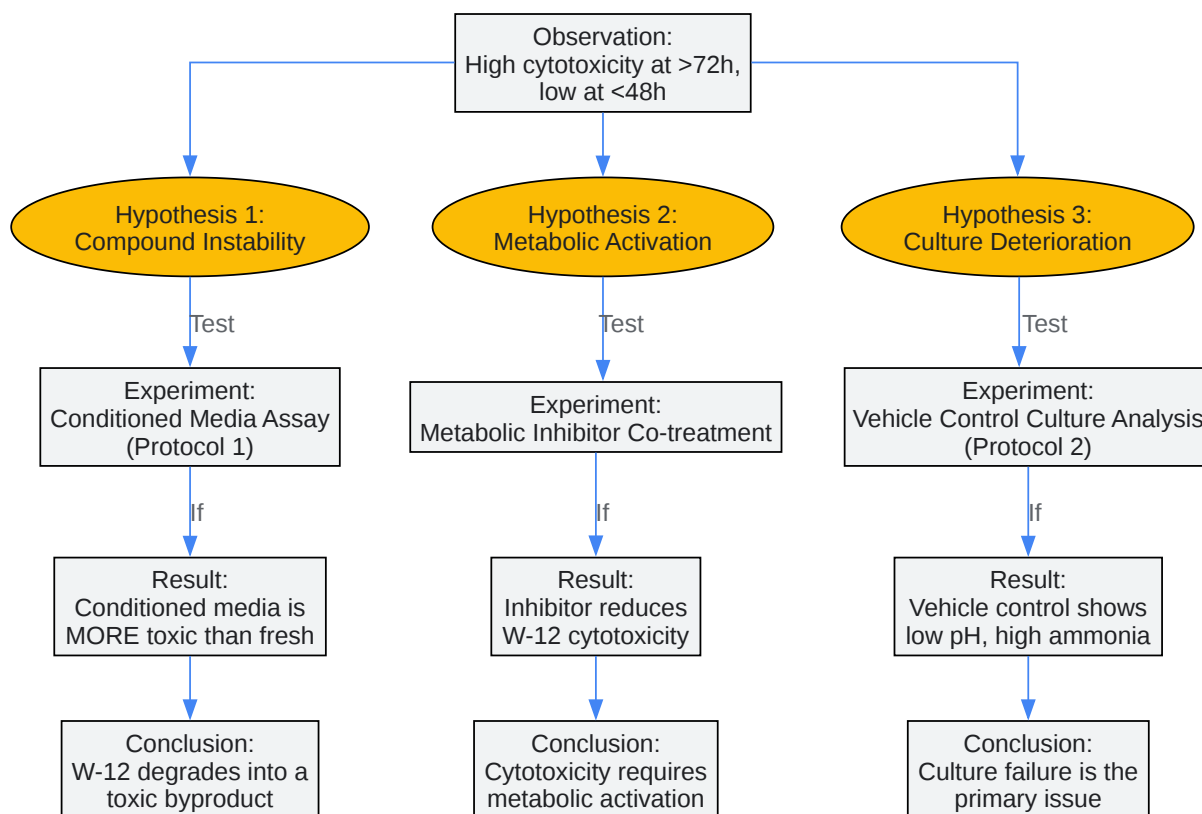 Observation:
High cytotoxicity at >72h,
low at <48h
Hypothesis 1:
Compound Instability
Hypothesis 2:
Metabolic Activation
Hypothesis 3:
Culture Deterioration
Test
Test
Test
Experiment:
Conditioned Media Assay
(Protocol 1)
Experiment:
Metabolic Inhibitor Co-treatment
Experiment:
Vehicle Control Culture Analysis
(Protocol 2)
If
If
If
Result:
Conditioned media is
MORE toxic than fresh
Result:
Inhibitor reduces
W-12 cytotoxicity
Result:
Vehicle control shows
low pH, high ammonia
Conclusion:
W-12 degrades into a
toxic byproduct
Conclusion:
Cytotoxicity requires
metabolic activation
Conclusion:
Culture failure is the
primary issue